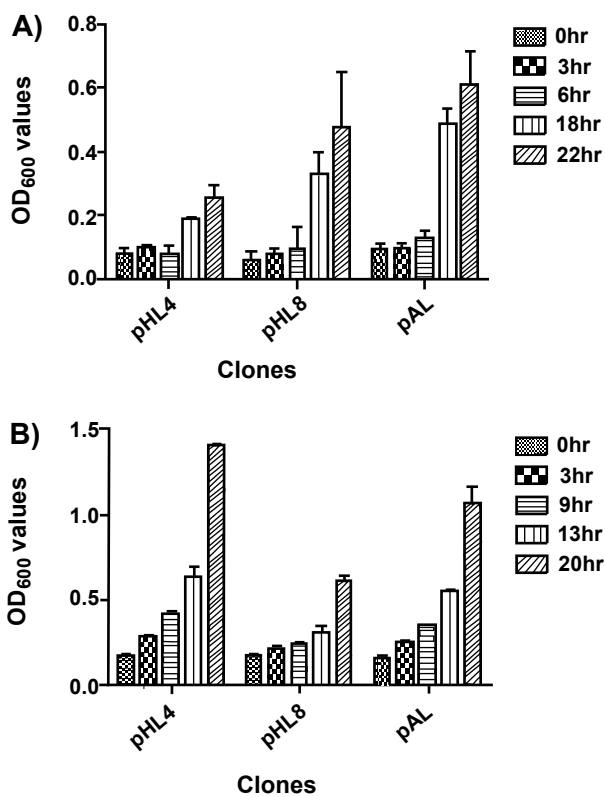 A)
OD600 values
0.8
0.6
0.4
0.2
0.0
pHL4
pHL8
pAL
Clones
0hr
3hr
6hr
18hr
22hr
B)
OD600 values
1.5
1.0
0.5
0.0
pHL4
pHL8
pAL
Clones
0hr
3hr
9hr
13hr
20hr